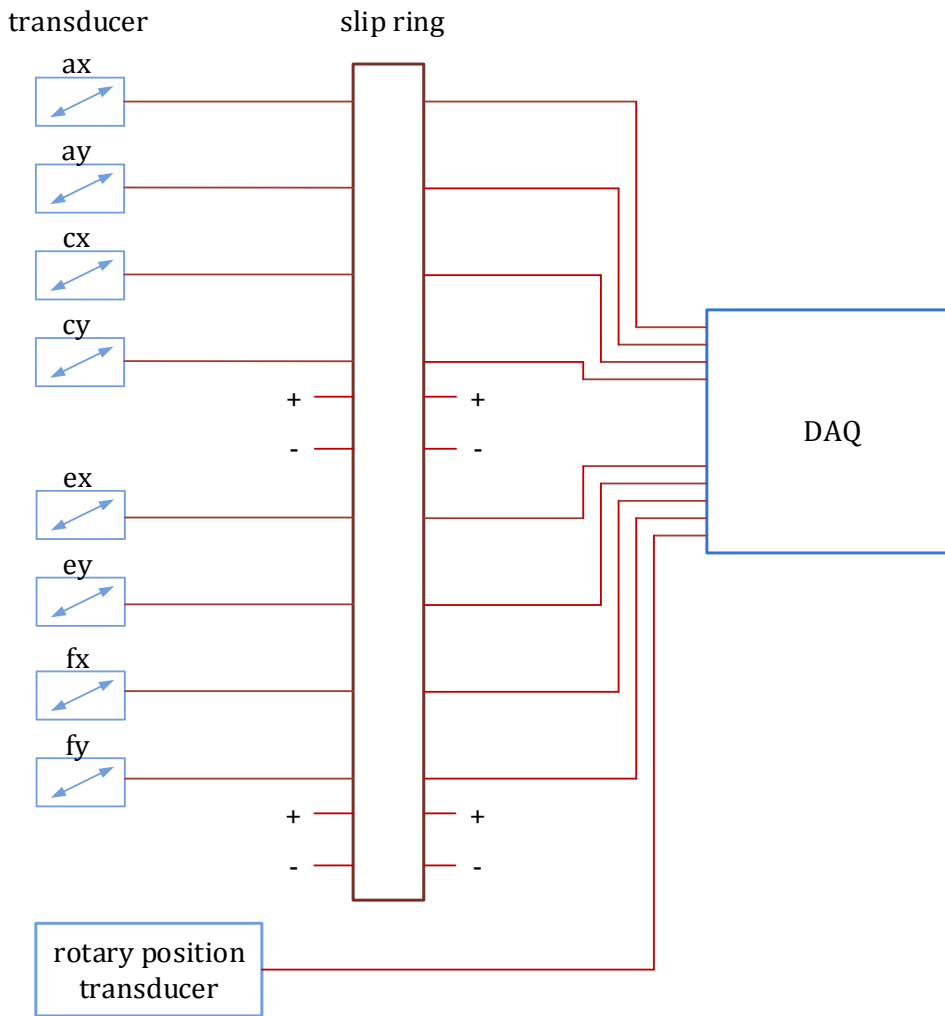 transducer
slip ring
ax
ay
cx
cy
+ +
- -
DAQ
ex
ey
fx
fy
+ +
- -
rotary position
transducer